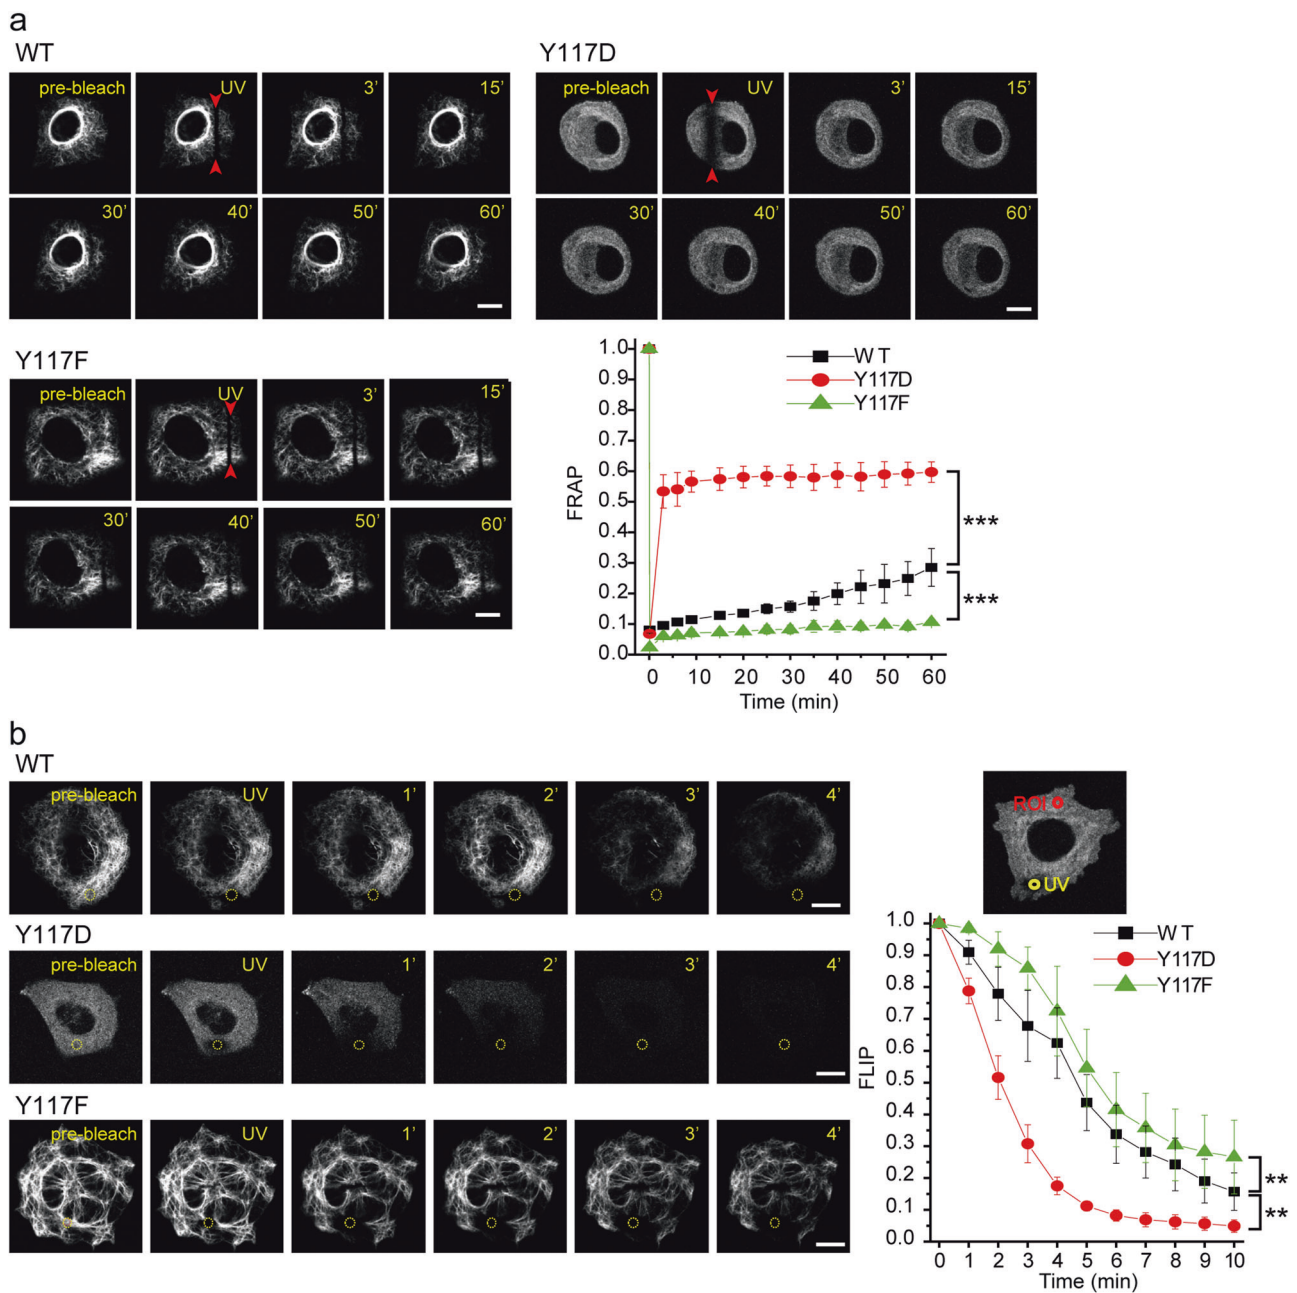 a
WT
pre-bleach UV 3' 15'
30' 40' 50' 60'
Y117D
pre-bleach UV 3' 15'
30' 40' 50' 60'
Y117F
pre-bleach UV 3' 15'
30' 40' 50' 60'
1.0
0.9
0.8
0.7
0.6
0.5
0.4
0.3
0.2
0.1
0.0
FRAP
WT
Y117D
Y117F
***
***
0 10 20 30 40 50 60
Time (min)
b
WT
pre-bleach UV 1' 2' 3' 4'
Y117D
pre-bleach UV 1' 2' 3' 4'
Y117F
pre-bleach UV 1' 2' 3' 4'
ROI
UV
1.0
0.9
0.8
0.7
0.6
0.5
0.4
0.3
0.2
0.1
0.0
FLIP
WT
Y117D
Y117F
**
**
0 1 2 3 4 5 6 7 8 9 10
Time (min)